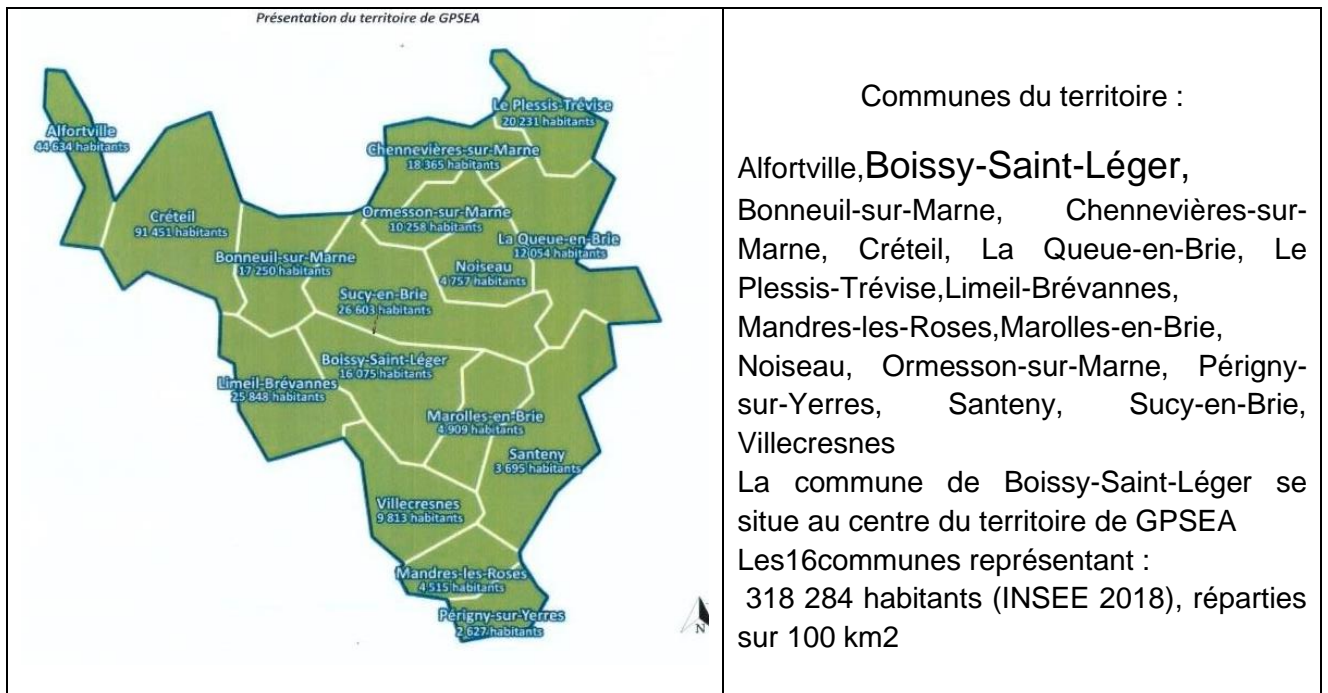 Présentation du territoire de GPSEA
Le Plessis-Trévise
20 231 habitants
Alfortville
44 634 habitants
Chennevières-sur-Marne
18 365 habitants
Créteil
91 451 habitants
Ormesson-sur-Marne
10 258 habitants
La Queue-en-Brie
12 054 habitants
Bonneuil-sur-Marne
17 250 habitants
Noiseau
4 757 habitants
Sucy-en-Brie
26 603 habitants
Boissy-Saint-Léger
16 075 habitants
Limeil-Brévannes
25 848 habitants
Marolles-en-Brie
4 909 habitants
Santeny
3 695 habitants
Villecresnes
9 813 habitants
Mandres-les-Roses
4 515 habitants
Périgny-sur-Yerres
2 627 habitants
N
Communes du territoire :
Alfortville,Boissy-Saint-Léger,
Bonneuil-sur-Marne, Chennevières-sur-
Marne, Créteil, La Queue-en-Brie, Le
Plessis-Trévise,Limeil-Brévannes,
Mandres-les-Roses,Marolles-en-Brie,
Noiseau, Ormesson-sur-Marne, Périgny-
sur-Yerres, Santeny, Sucy-en-Brie,
Villecresnes
La commune de Boissy-Saint-Léger se
situe au centre du territoire de GPSEA
Les16communes représentant :
318 284 habitants (INSEE 2018), réparties
sur 100 km2